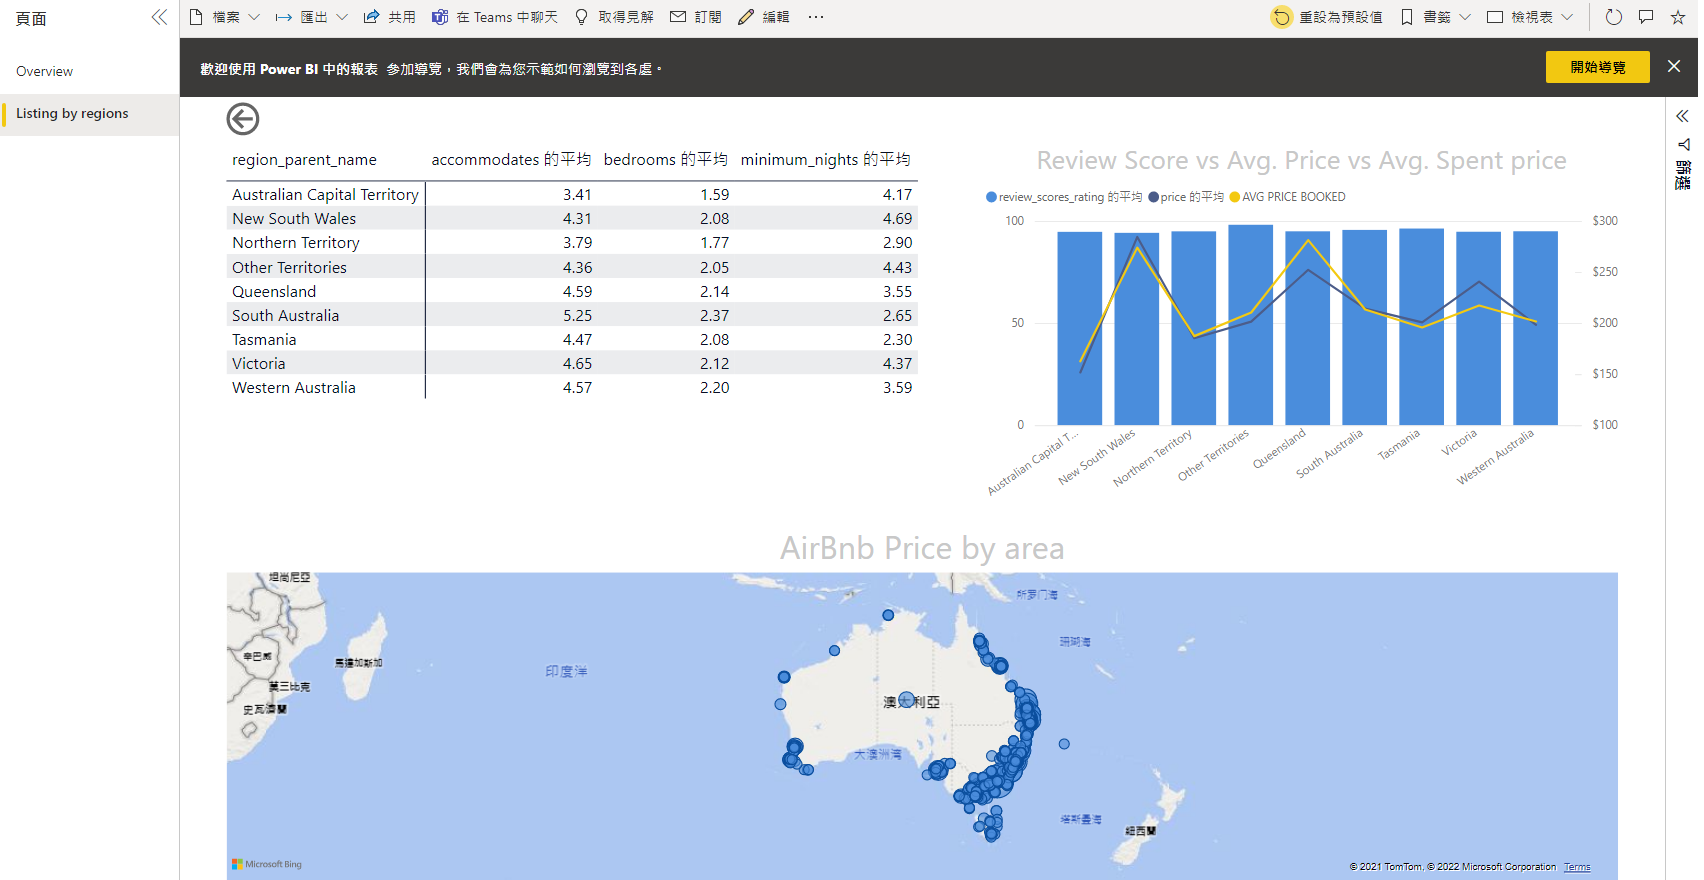 頁面
檔案 匯出 共用 在 Teams 中聊天 取得見解 訂閱 編輯 ···
重設為預設值 書籤 檢視表
Overview
Listing by regions
歡迎使用 Power BI 中的報表 參加導覽，我們會為您示範如何瀏覽到各處。
開始導覽
篩選
region_parent_name accommodates 的平均 bedrooms 的平均 minimum_nights 的平均
Australian Capital Territory 3.41 1.59 4.17
New South Wales 4.31 2.08 4.69
Northern Territory 3.79 1.77 2.90
Other Territories 4.36 2.05 4.43
Queensland 4.59 2.14 3.55
South Australia 5.25 2.37 2.65
Tasmania 4.47 2.08 2.30
Victoria 4.65 2.12 4.37
Western Australia 4.57 2.20 3.59
Review Score vs Avg. Price vs Avg. Spent price
review_scores_rating 的平均 price 的平均 AVG PRICE BOOKED
100 $300
$250
50 $200
$150
0 $100
Australian Capital T...
New South Wales
Northern Territory
Other Territories
Queensland
South Australia
Tasmania
Victoria
Western Australia
AirBnb Price by area
坦尚尼亞
所罗门海
辛巴威
馬達加斯加
印度洋
珊瑚海
莫三比克
史瓦濟蘭
澳大利亞
大澳洲灣
塔斯曼海
紐西蘭
Microsoft Bing
© 2021 TomTom, © 2022 Microsoft Corporation Terms